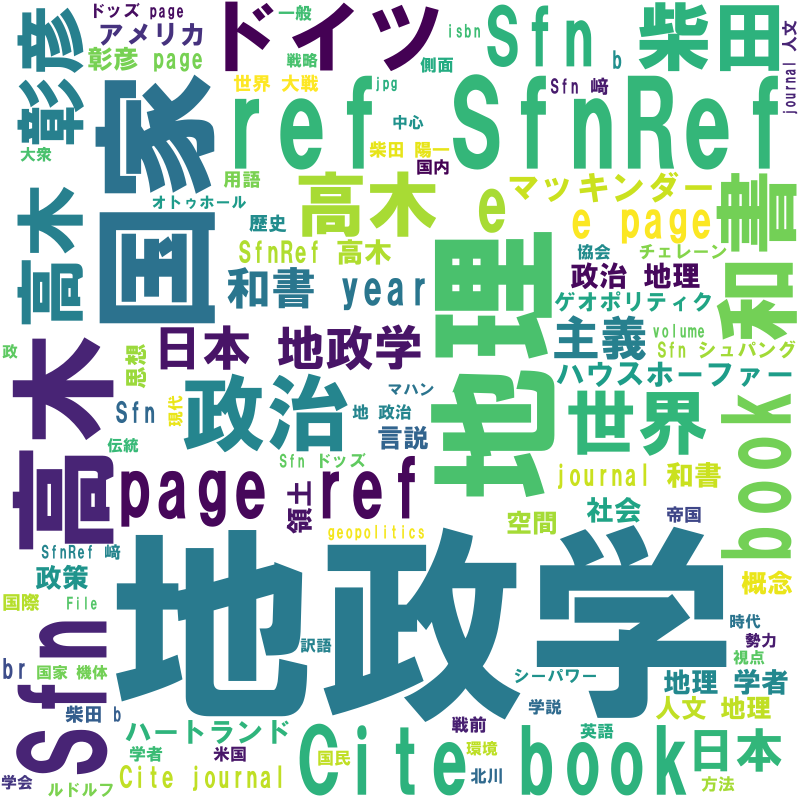 ドッズ page
一般
アメリカ
ドイツ
isbn
Sfn
b
柴田
journal 人文
彰彦
彰彦 page
戦略
側面
世界 大戦
jpg
Sfn 﨑
ref
SfnRef
家
国
中心
柴田 陽一
国内
大衆
用語
オトゥホール
歴史
高木
高木
e
マッキンダー
e page
和書
SfnRef 高木
協会
チェレーン
和書 year
地理
政治 地理
ゲオポリティク
政
高木
思想
日本 地政学
主義
volume
Sfn シュパング
ハウスホーファー
マハン
政治
Sfn
現代
地 政治
言説
世界
book
伝統
Sfn ドッズ
page
ref
journal 和書
領土
空間
社会
帝国
geopolitics
SfnRef 﨑
地政学
政策
概念
国際
File
Sfn
時代
勢力
訳語
視点
br
国家 機体
シーパワー
地理 学者
柴田 b
学説
人文 地理
ハートランド
戦前
英語
Cite book
日本
学者
米国
国民
環境
学会
ルドルフ
Cite journal
北川
方法